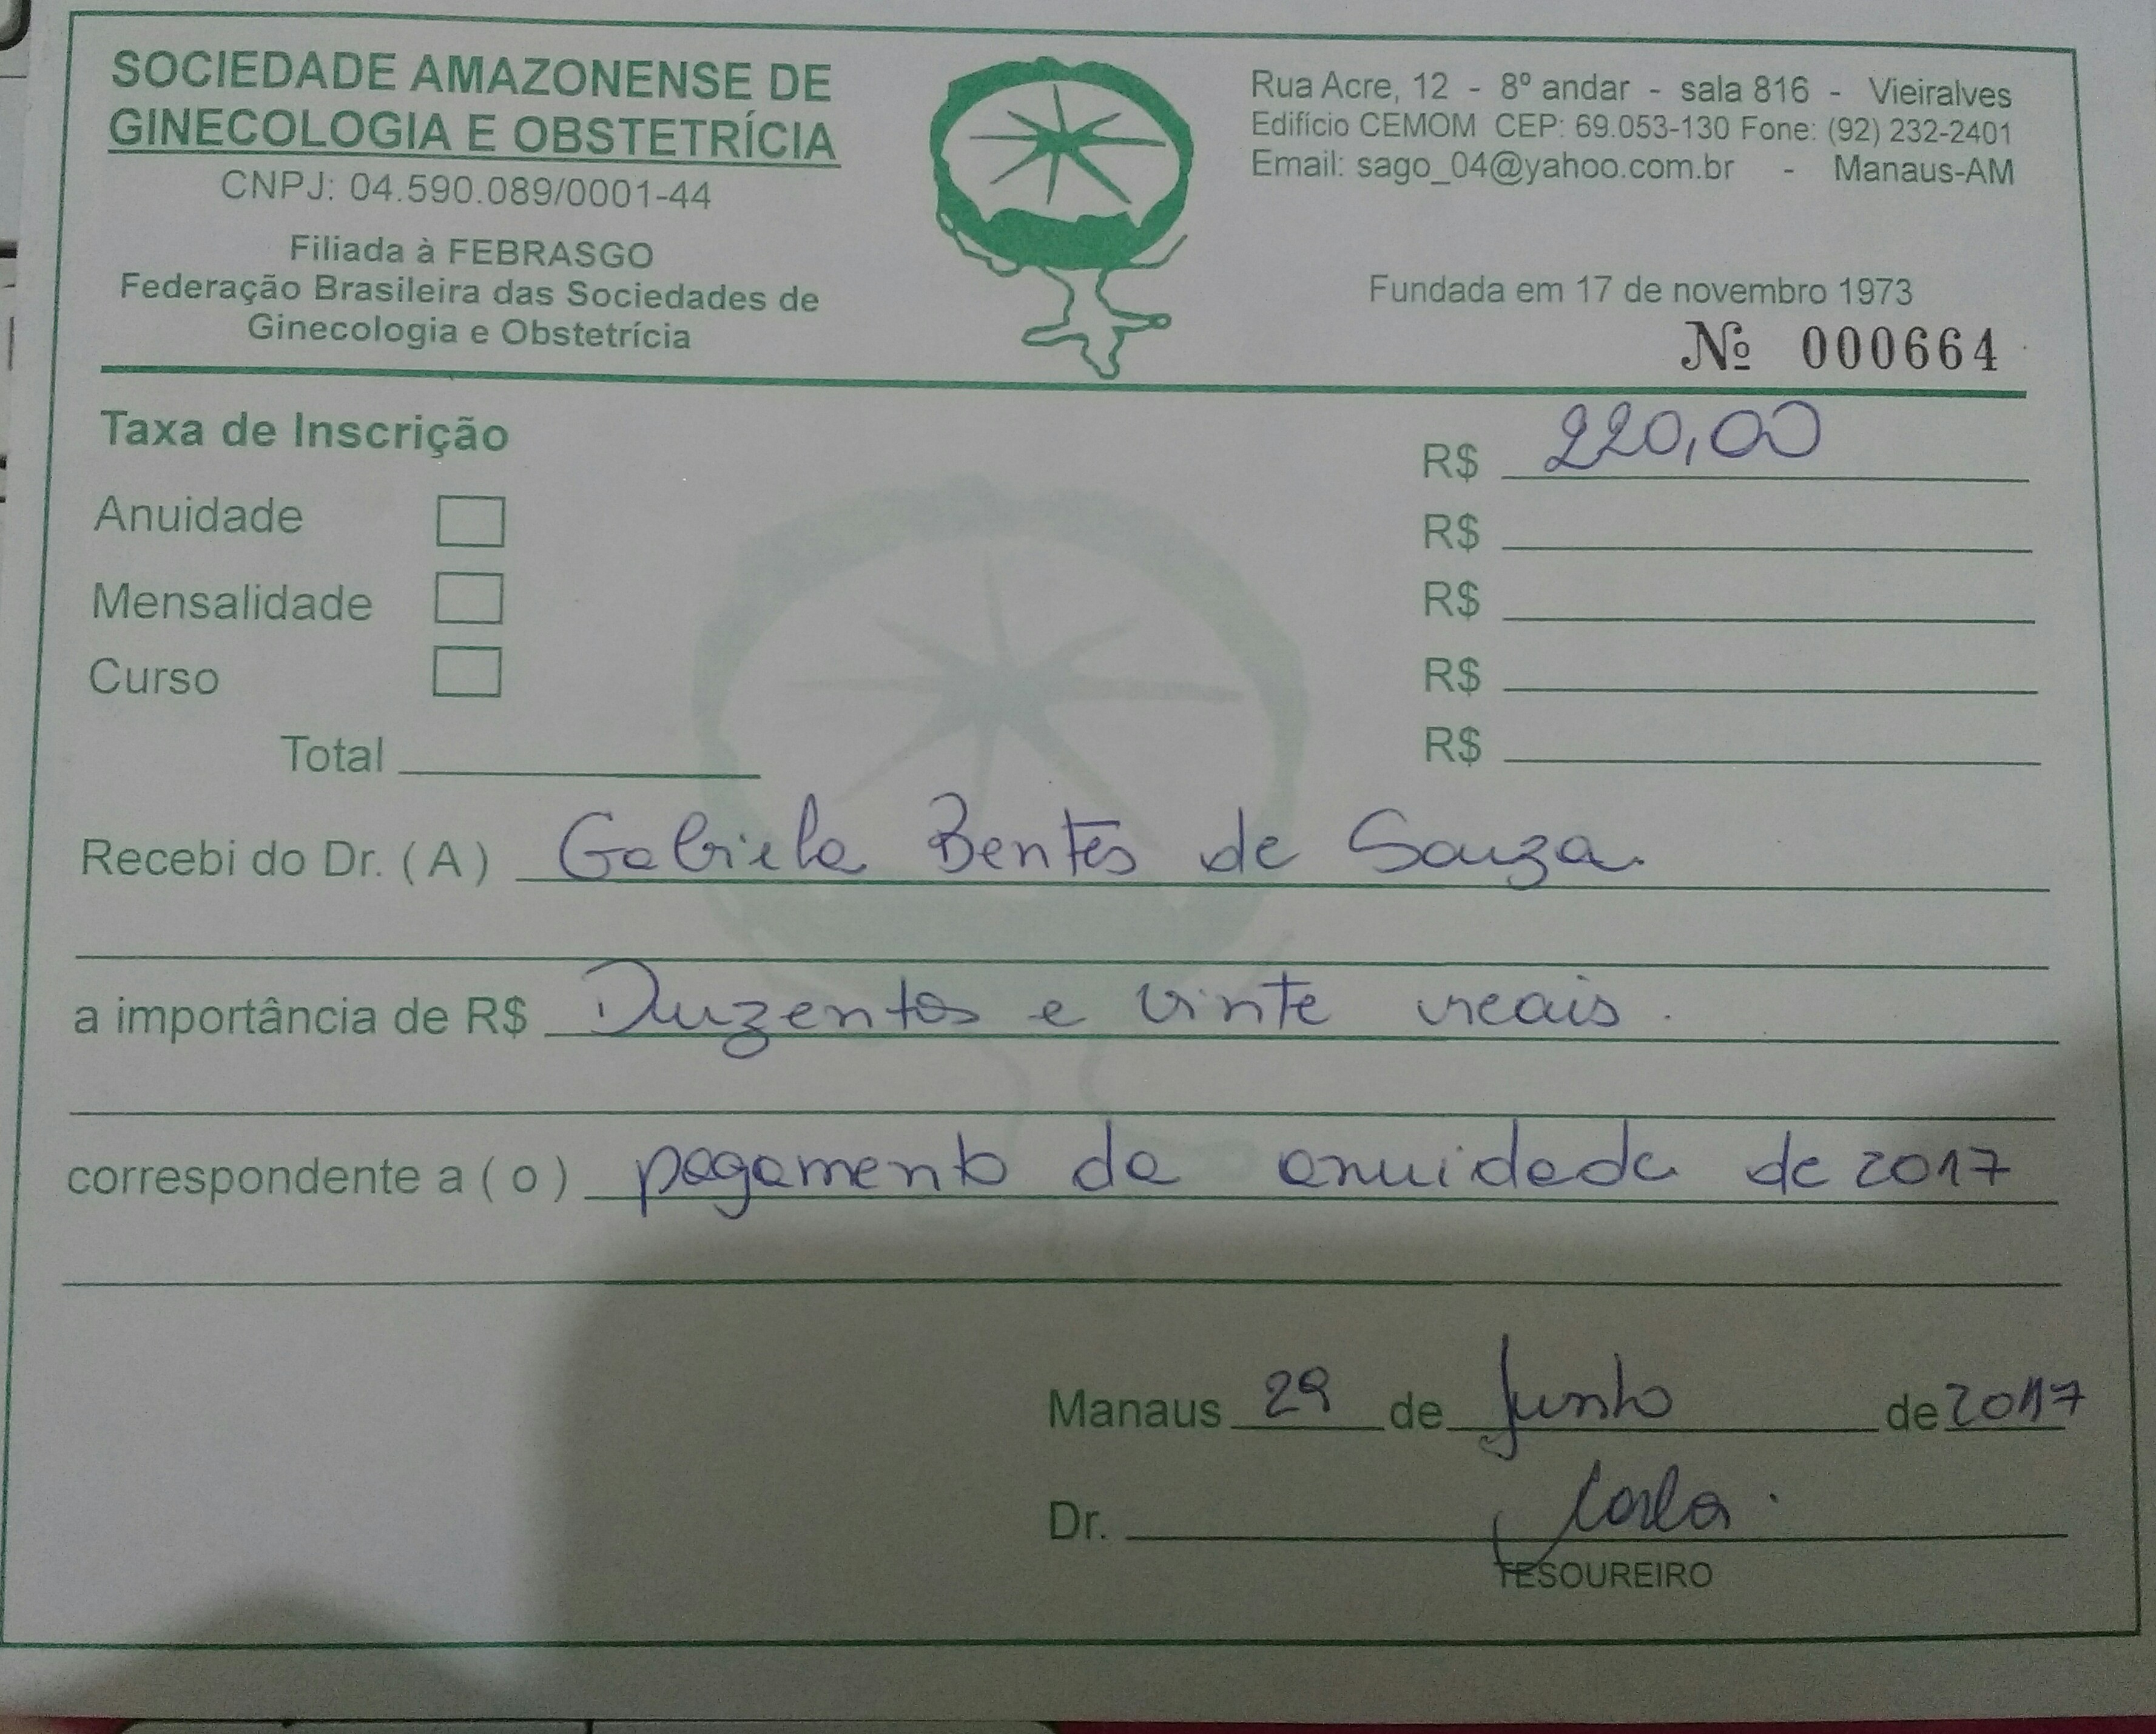 SOCIEDADE AMAZONENSE DE
GINECOLOGIA E OBSTETRÍCIA
CNPJ: 04.590.089/0001-44
Filiada à FEBRASGO
Federação Brasileira das Sociedades de
Ginecologia e Obstetrícia
Rua Acre, 12 - 8º andar - sala 816 - Vieiralves
Edifício CEMOM CEP: 69.053-130 Fone: (92) 232-2401
Email: sago_04@yahoo.com.br - Manaus-AM
Fundada em 17 de novembro 1973
Nº 000664
Taxa de Inscrição R$ 220,00
Anuidade R$
Mensalidade R$
Curso R$
Total R$
Recebi do Dr. (A) Gabriela Bentes de Souza
a importância de R$ Duzentos e vinte reais.
correspondente a (o) pagamento da anuidade de 2017
Manaus 29 de Junho de 2017
Dr. Carla
TESOUREIRO